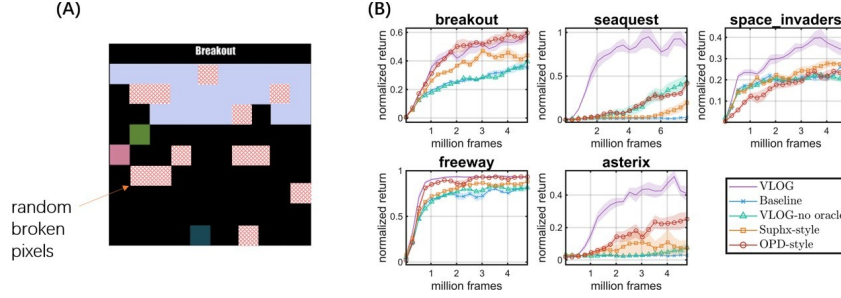 (A)
Breakout
random
broken
pixels
(B)
breakout
normalized return
0.6
0.4
0.2
0
1 2 3 4
million frames
seaquest
normalized return
1
0.5
0
2 4 6
million frames
space_invaders
normalized return
0.4
0.3
0.2
0.1
1 2 3 4
million frames
freeway
normalized return
1
0.5
0
1 2 3 4
million frames
asterix
normalized return
0.4
0.2
0
1 2 3 4
million frames
VLOG
Baseline
VLOG-no oracle
Suphx-style
OPD-style